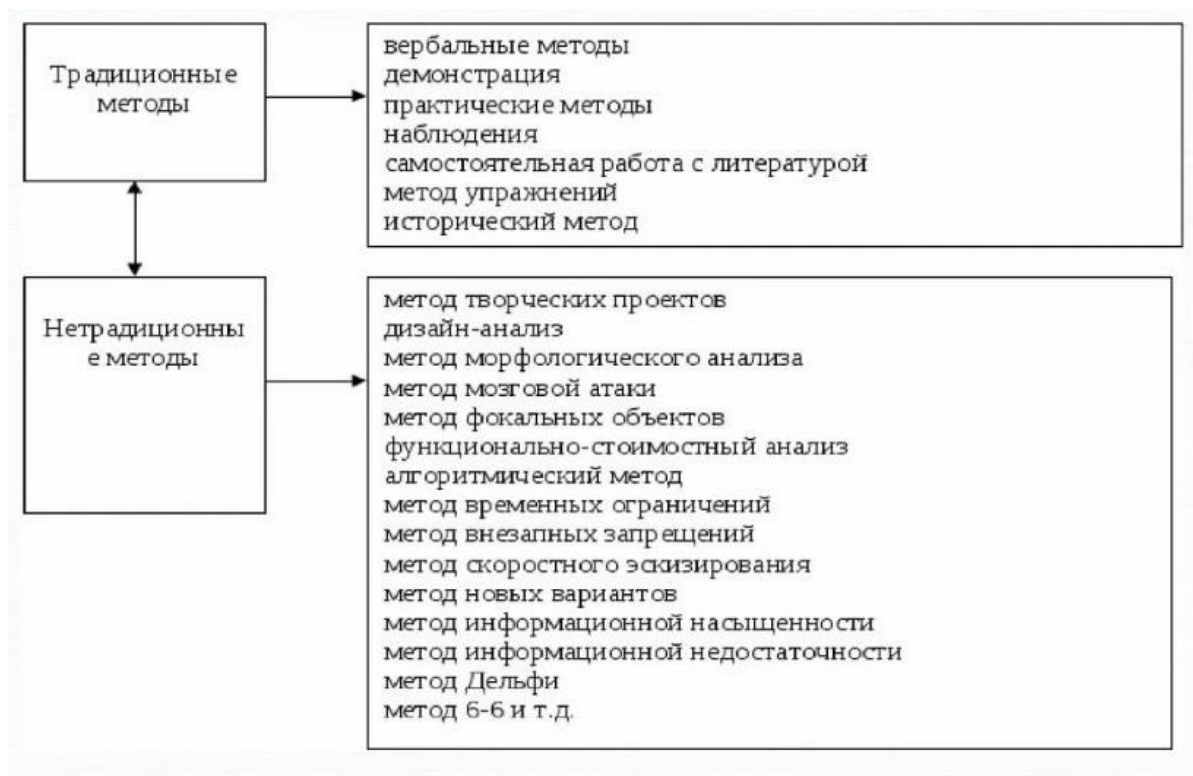 Традиционные
методы
вербальные методы
демонстрация
практические методы
наблюдения
самостоятельная работа с литературой
метод упражнений
исторический метод
Нетрадиционны
е методы
метод творческих проектов
дизайн-анализ
метод морфологического анализа
метод мозговой атаки
метод фокальных объектов
функционально-стоимостный анализ
алгоритмический метод
метод временных ограничений
метод внезапных запрещений
метод скоростного эскизирования
метод новых вариантов
метод информационной насыщенности
метод информационной недостаточности
метод Дельфи
метод 6-6 и т.д.